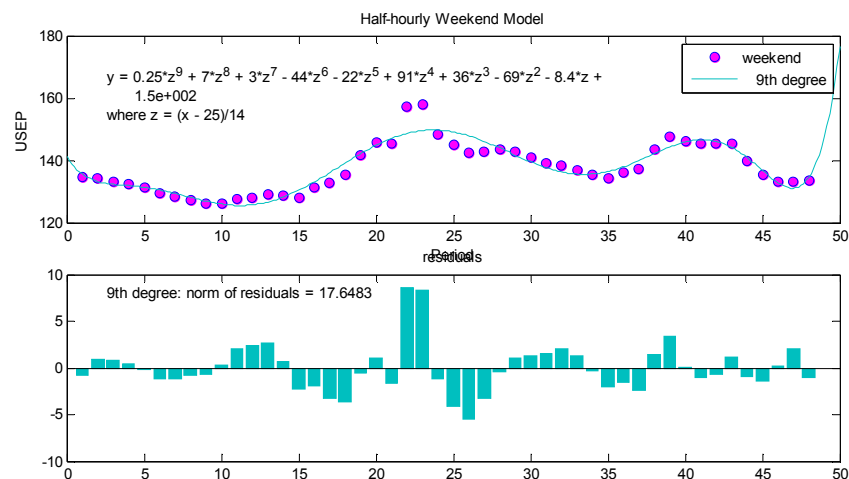 Half-hourly Weekend Model
180
160
140
120
USEP
y = 0.25*z^9 + 7*z^8 + 3*z^7 - 44*z^6 - 22*z^5 + 91*z^4 + 36*z^3 - 69*z^2 - 8.4*z +
1.5e+002
where z = (x - 25)/14
weekend
9th degree
0 5 10 15 20 25 30 35 40 45 50
Period
residuals
10
5
0
-5
-10
9th degree: norm of residuals = 17.6483
0 5 10 15 20 25 30 35 40 45 50